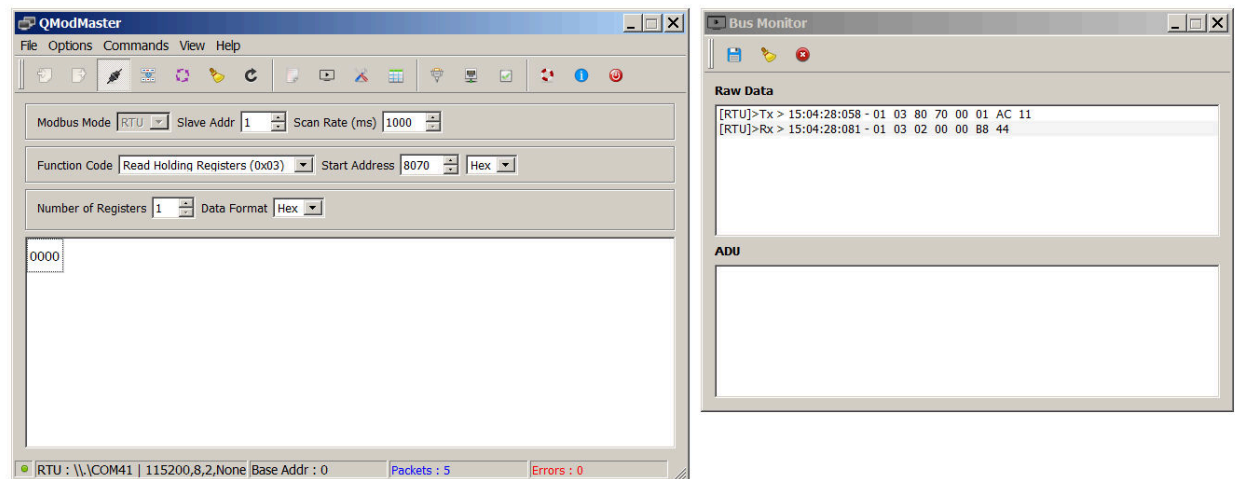 QModMaster
File Options Commands View Help
Modbus Mode RTU Slave Addr 1 Scan Rate (ms) 1000
Function Code Read Holding Registers (0x03) Start Address 8070 Hex
Number of Registers 1 Data Format Hex
0000
RTU : \\.\COM41 | 115200,8,2,None Base Addr : 0 Packets : 5 Errors : 0
Bus Monitor
Raw Data
[RTU]>Tx > 15:04:28:058 - 01 03 80 70 00 01 AC 11
[RTU]>Rx > 15:04:28:081 - 01 03 02 00 00 B8 44
ADU